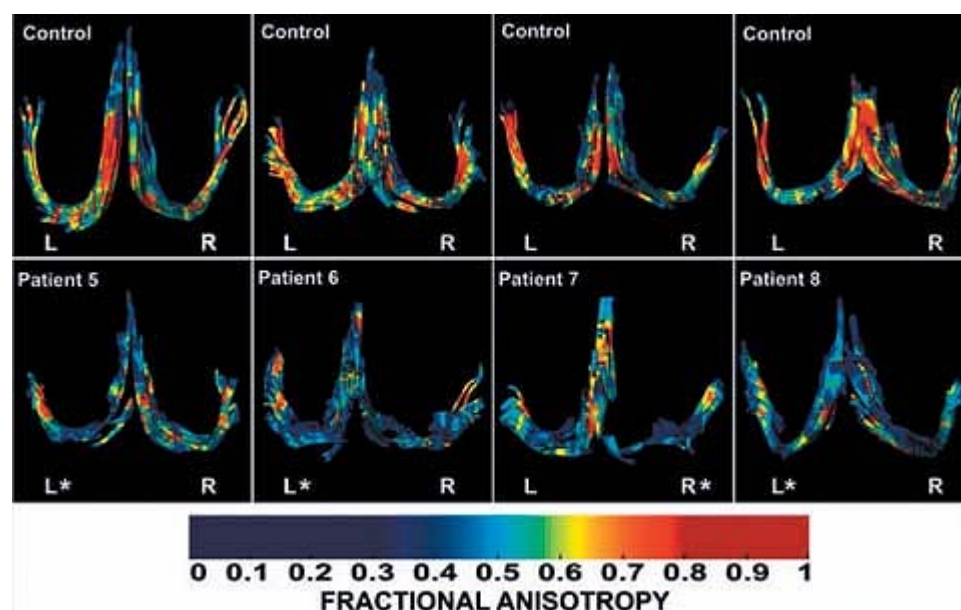 Control
Control
Control
Control
L R
L R
L R
L R
Patient 5
Patient 6
Patient 7
Patient 8
L* R
L* R
L R*
L* R
0 0.1 0.2 0.3 0.4 0.5 0.6 0.7 0.8 0.9 1
FRACTIONAL ANISOTROPY